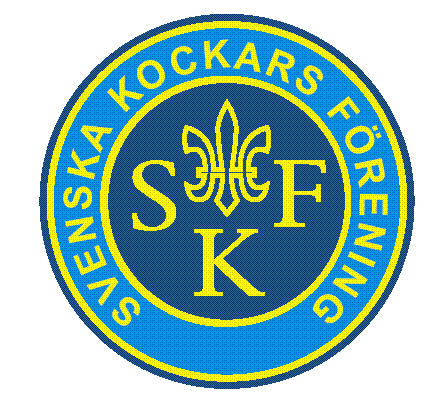 SVENSKA KOCKARS FÖRENING
S F
K